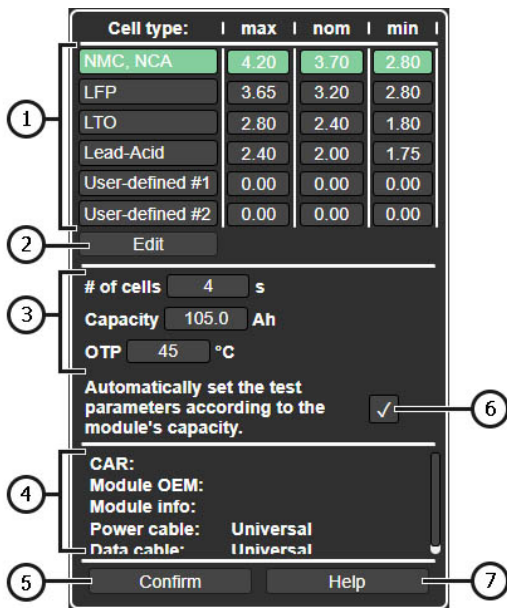 Cell type: max nom min
NMC, NCA 4.20 3.70 2.80
LFP 3.65 3.20 2.80
LTO 2.80 2.40 1.80
Lead-Acid 2.40 2.00 1.75
User-defined #1 0.00 0.00 0.00
User-defined #2 0.00 0.00 0.00
Edit
# of cells 4 s
Capacity 105.0 Ah
OTP 45 °C
Automatically set the test
parameters according to the
module's capacity.
✓
CAR:
Module OEM:
Module info:
Power cable: Universal
Data cable: Universal
Confirm Help
1
2
3
4
5
6
7